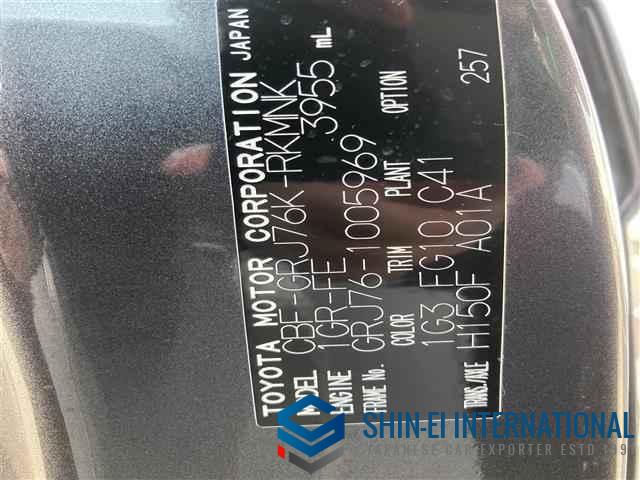 TOYOTA MOTOR CORPORATION JAPAN
MODEL CBF-GRJ76K-RKMNK
ENGINE 1GR-FE 3955 mL
FRAME No. GRJ76-1005969
COLOR TRIM PLANT OPTION
1G3 FG10 C41 257
TRANS./AXLE H150F A01A
SHIN-EI INTERNATIONAL
JAPANESE CAR EXPORTER ESTD